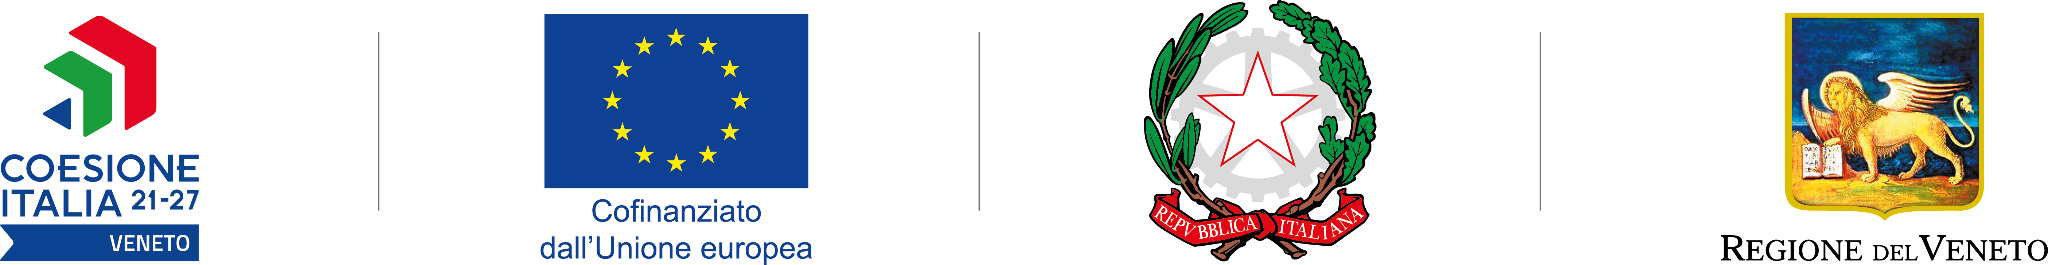 COESIONE
ITALIA 21-27
VENETO
Cofinanziato
dall'Unione europea
REPVBBLICA ITALIANA
REGIONE DEL VENETO